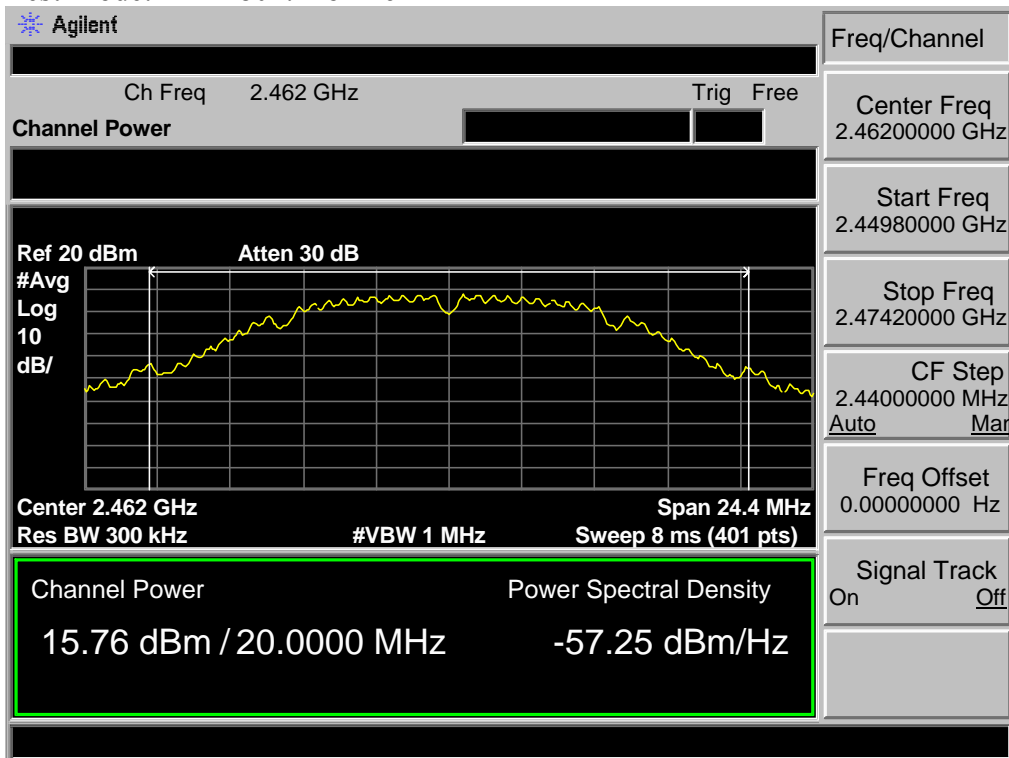 Agilent
Freq/Channel
Ch Freq 2.462 GHz Trig Free
Channel Power
Center Freq
2.46200000 GHz
Start Freq
2.44980000 GHz
Stop Freq
2.47420000 GHz
CF Step
2.44000000 MHz
Auto Man
Freq Offset
0.00000000 Hz
Signal Track
On Off
Ref 20 dBm Atten 30 dB
#Avg
Log
10
dB/
Center 2.462 GHz Span 24.4 MHz
Res BW 300 kHz #VBW 1 MHz Sweep 8 ms (401 pts)
Channel Power Power Spectral Density
15.76 dBm / 20.0000 MHz -57.25 dBm/Hz